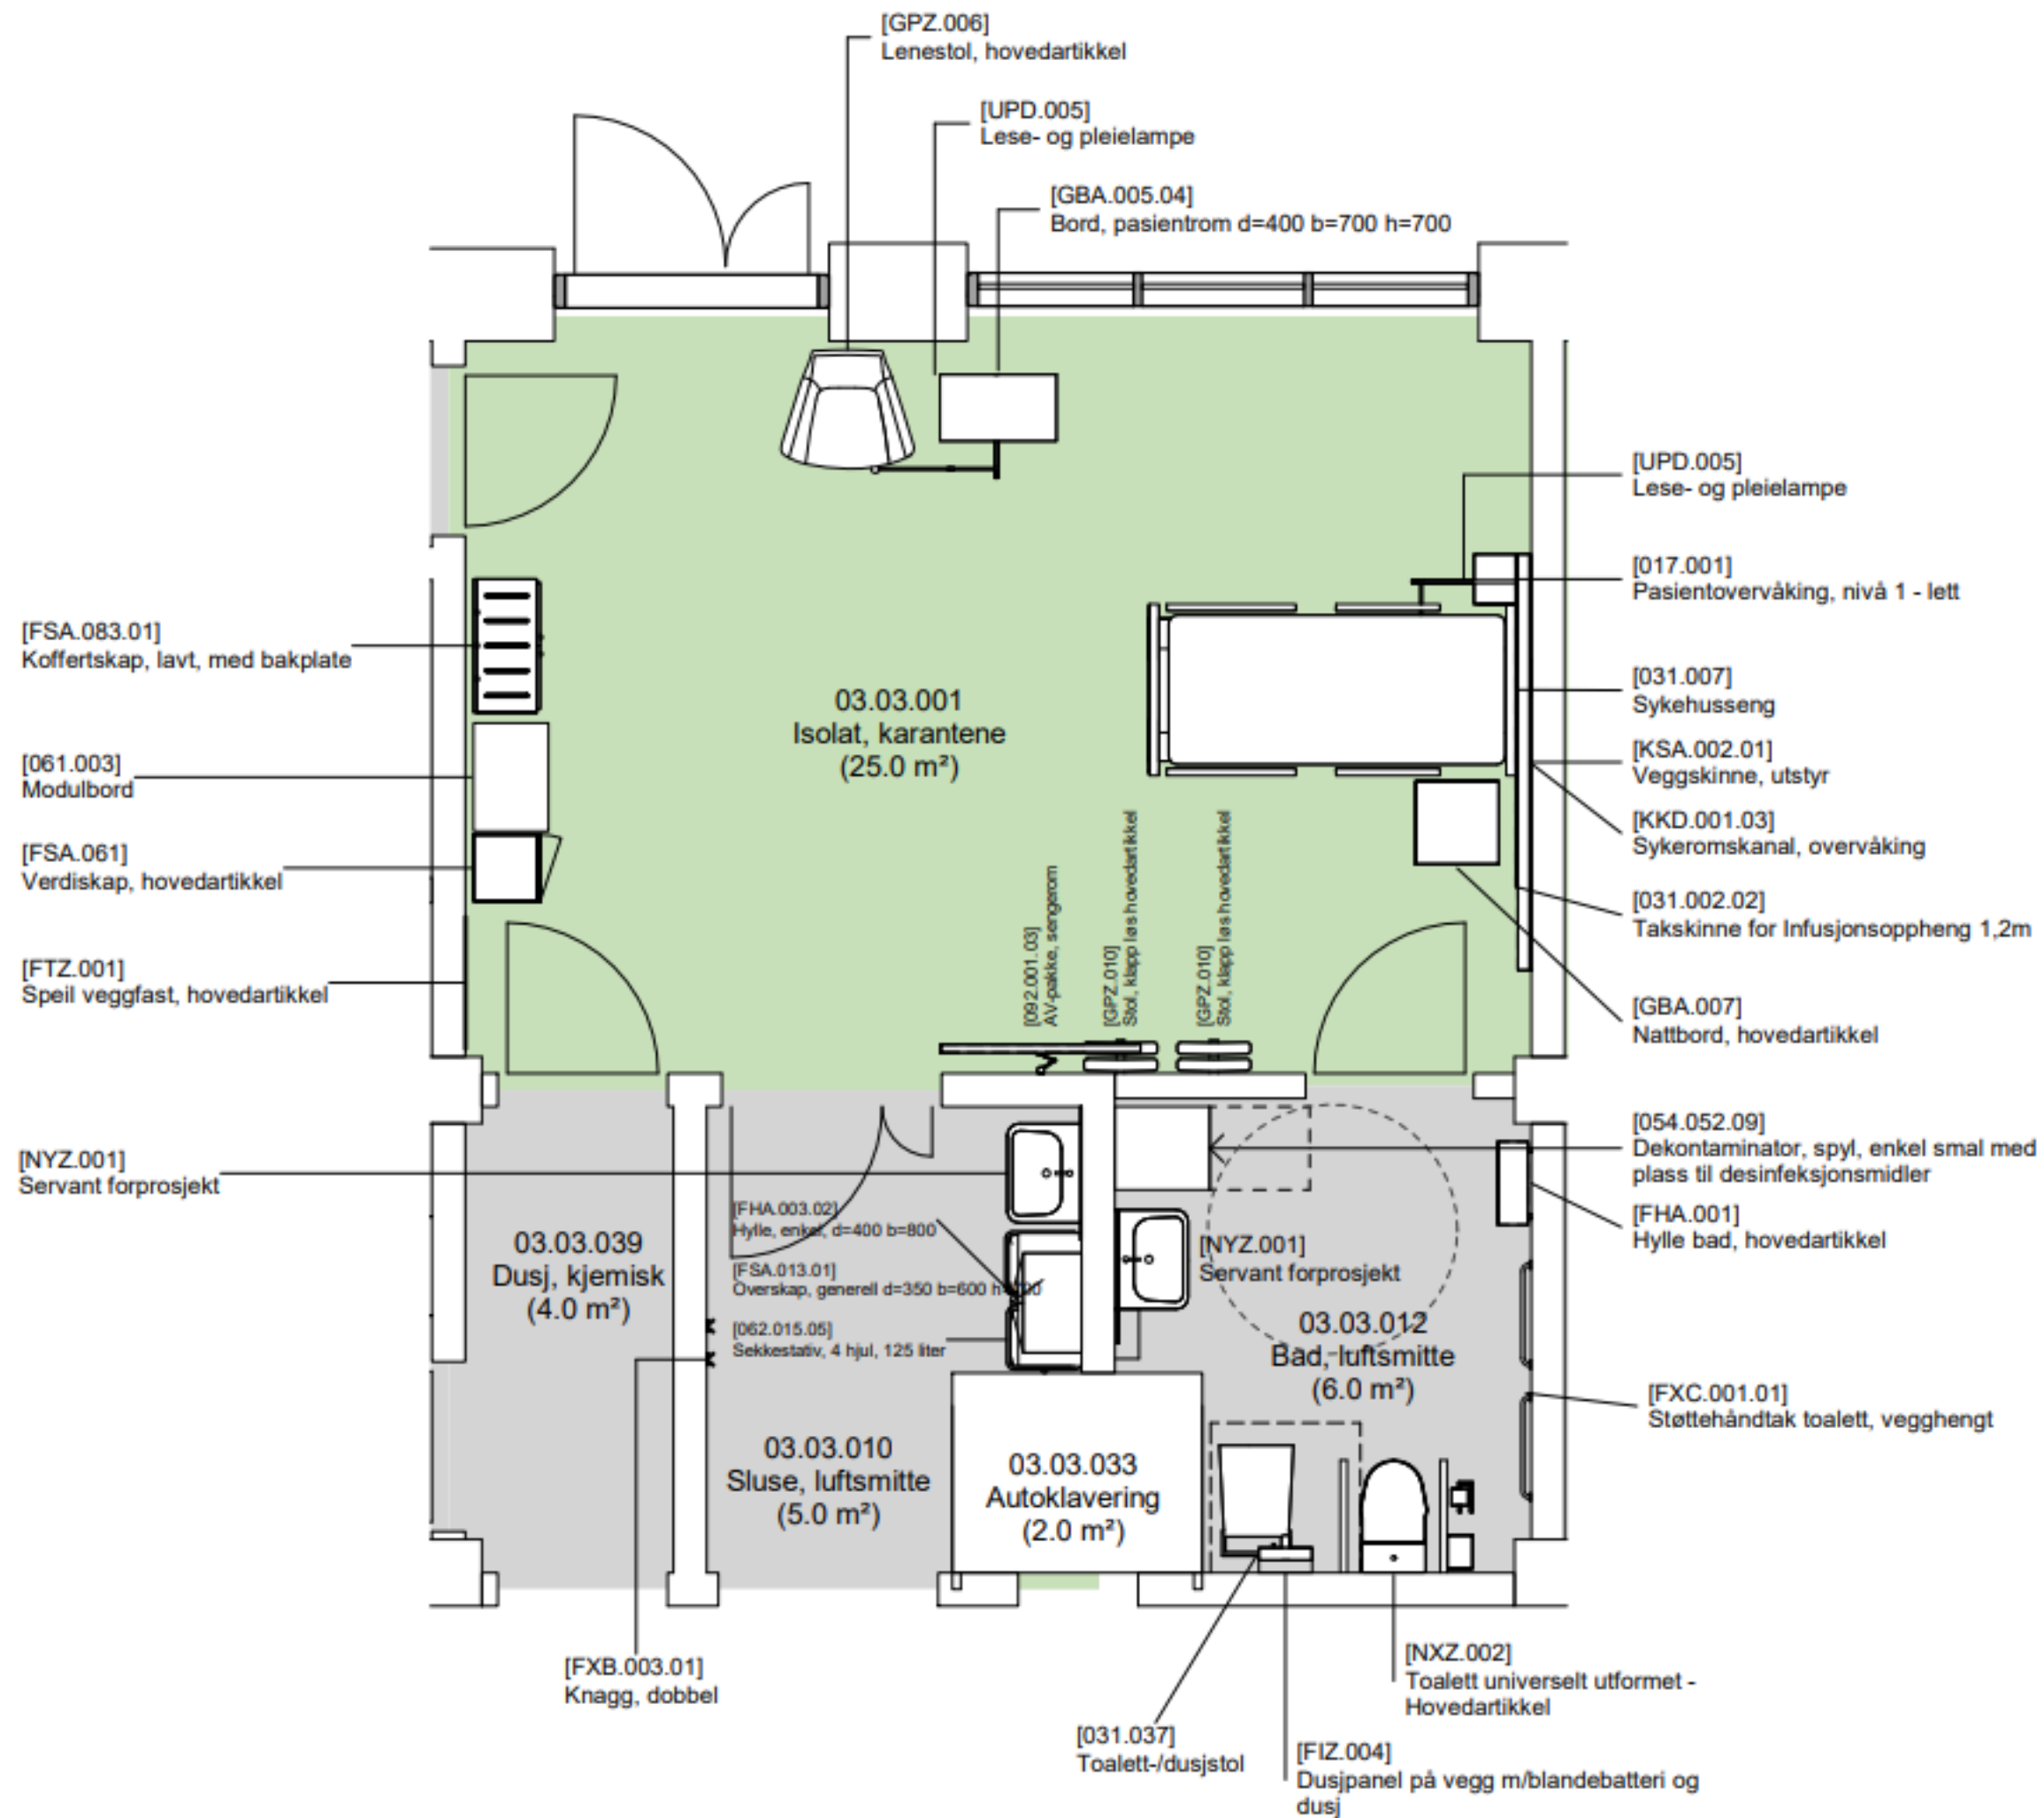 [GPZ.006]
Lenestol, hovedartikkel
[UPD.005]
Lese- og pleielampe
[GBA.005.04]
Bord, pasientrom d=400 b=700 h=700
[UPD.005]
Lese- og pleielampe
[017.001]
Pasientovervåking, nivå 1 - lett
[FSA.083.01]
Koffertskap, lavt, med bakplate
[031.007]
Sykehusseng
03.03.001
Isolat, karantene
(25.0 m²)
[KSA.002.01]
Veggskinne, utstyr
[061.003]
Modulbord
[KKD.001.03]
Sykeromskanal, overvåking
[FSA.061]
Verdiskap, hovedartikkel
[031.002.02]
Takskinne for Infusjonsoppheng 1,2m
[092.001.03]
AV-pakke, sengerom
[GPZ.010]
Stol, klapp løs hovedartikkel
[GPZ.010]
Stol, klapp løs hovedartikkel
[FTZ.001]
Speil veggfast, hovedartikkel
[GBA.007]
Nattbord, hovedartikkel
[054.052.09]
Dekontaminator, spyl, enkel smal med
plass til desinfeksjonsmidler
[NYZ.001]
Servant forprosjekt
[FHA.001]
Hylle bad, hovedartikkel
[FHA.003.02]
Hylle, enkel, d=400 b=800
[NYZ.001]
Servant forprosjekt
03.03.039
Dusj, kjemisk
(4.0 m²)
[FSA.013.01]
Overskap, generell d=350 b=600
[062.015.05]
Sekkestativ, 4 hjul, 125 liter
03.03.012
Bad, luftsmitte
(6.0 m²)
[FXC.001.01]
Støttehåndtak toalett, vegghengt
03.03.010
Sluse, luftsmitte
(5.0 m²)
03.03.033
Autoklavering
(2.0 m²)
[FXB.003.01]
Knagg, dobbel
[NXZ.002]
Toalett universelt utformet -
Hovedartikkel
[031.037]
Toalett-/dusjstol
[FIZ.004]
Dusjpanel på vegg m/blandebatteri og
dusj